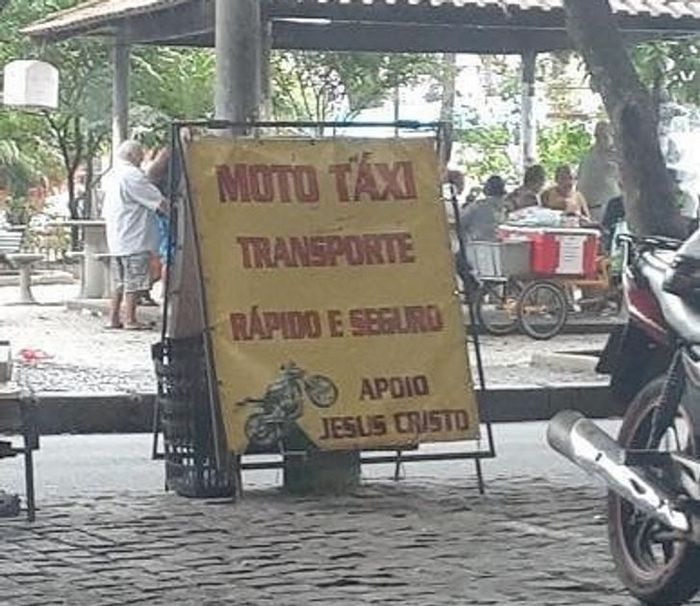 MOTO TÁXI
TRANSPORTE
RÁPIDO E SEGURO
APOIO
JESUS CRISTO